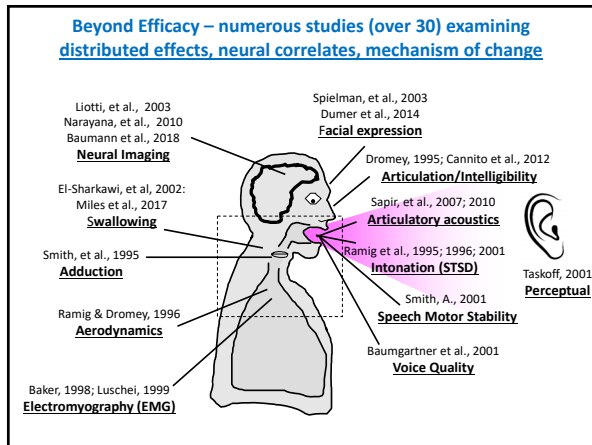 Beyond Efficacy – numerous studies (over 30) examining
distributed effects, neural correlates, mechanism of change
Liotti, et al., 2003
Narayana, et al., 2010
Baumann et al., 2018
Neural Imaging
Spielman, et al., 2003
Dumer et al., 2014
Facial expression
Dromey, 1995; Cannito et al., 2012
Articulation/Intelligibility
El-Sharkawi, et al, 2002:
Miles et al., 2017
Swallowing
Sapir, et al., 2007; 2010
Articulatory acoustics
Smith, et al., 1995
Adduction
Ramig et al., 1995; 1996; 2001
Intonation (STSD)
Taskoff, 2001
Perceptual
Smith, A., 2001
Speech Motor Stability
Ramig & Dromey, 1996
Aerodynamics
Baumgartner et al., 2001
Voice Quality
Baker, 1998; Luschei, 1999
Electromyography (EMG)